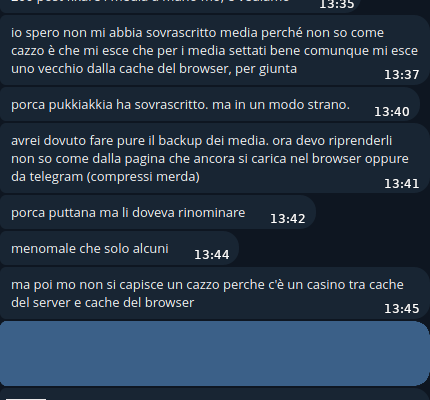 13:35
io spero non mi abbia sovrascritto media perché non so come
cazzo è che mi esce che per i media settati bene comunque mi esce
uno vecchio dalla cache del browser, per giunta
13:37
porca pukkiakkia ha sovrascritto. ma in un modo strano.
13:40
avrei dovuto fare pure il backup dei media. ora devo riprenderli
non so come dalla pagina che ancora si carica nel browser oppure
da telegram (compressi merda)
13:41
porca puttana ma li doveva rinominare
13:42
menomale che solo alcuni
13:44
ma poi mo non si capisce un cazzo perche c'è un casino tra cache
del server e cache del browser
13:45